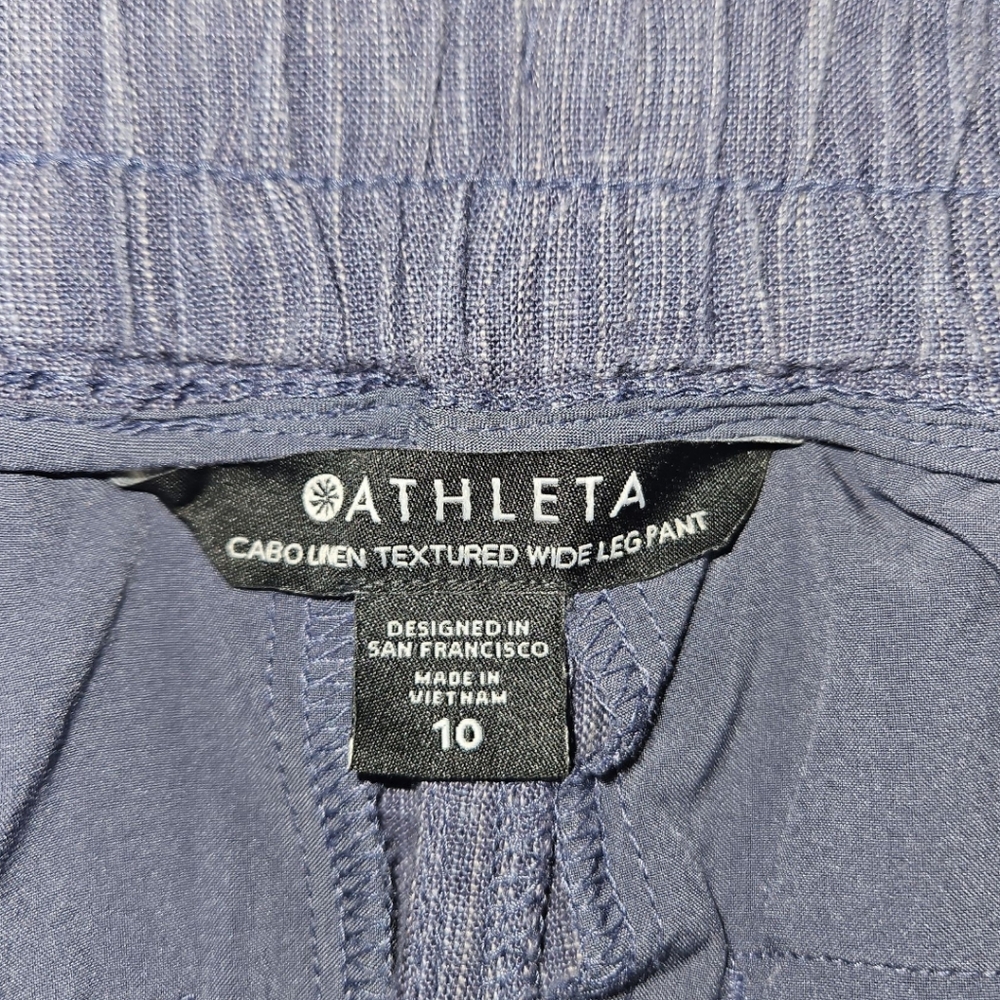 ATHLETA
CABO LINEN TEXTURED WIDE LEG PANT
DESIGNED IN
SAN FRANCISCO
MADE IN
VIETNAM
10